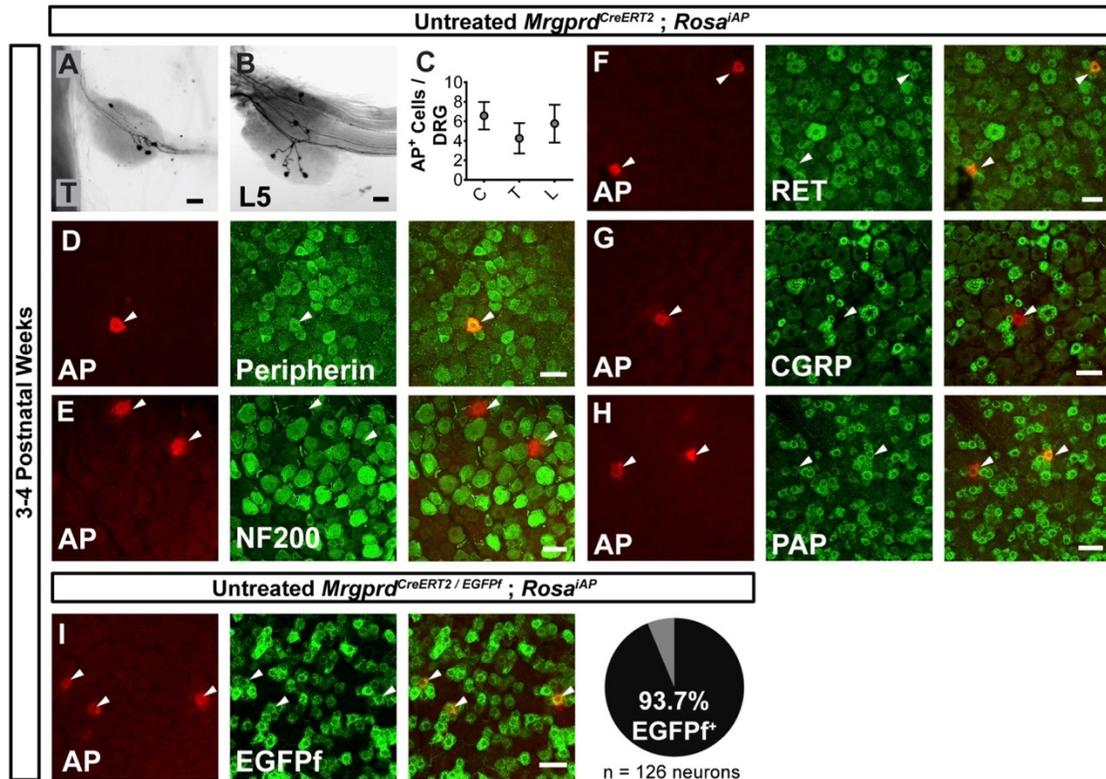 Untreated Mrgprd^CreERT2 ; Rosa^iAP
3-4 Postnatal Weeks
A
T
B
L5
C
AP⁺ Cells /
DRG
10
8
6
4
2
0
C
T
L
F
AP
RET
D
AP
Peripherin
G
AP
CGRP
E
AP
NF200
H
AP
PAP
Untreated Mrgprd^CreERT2 / EGFPf ; Rosa^iAP
I
AP
EGFPf
93.7%
EGFPf⁺
n = 126 neurons